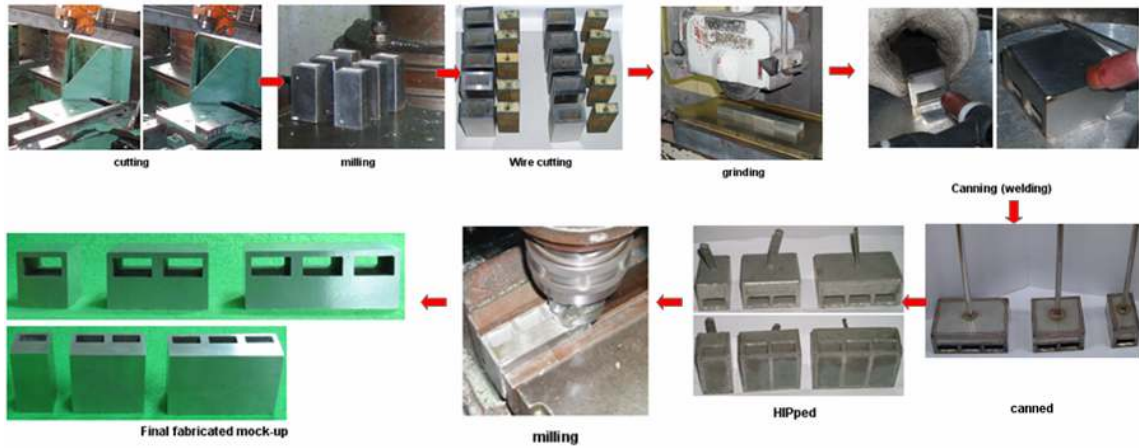 cutting
milling
Wire cutting
grinding
Canning (welding)
canned
HIPped
milling
Final fabricated mock-up